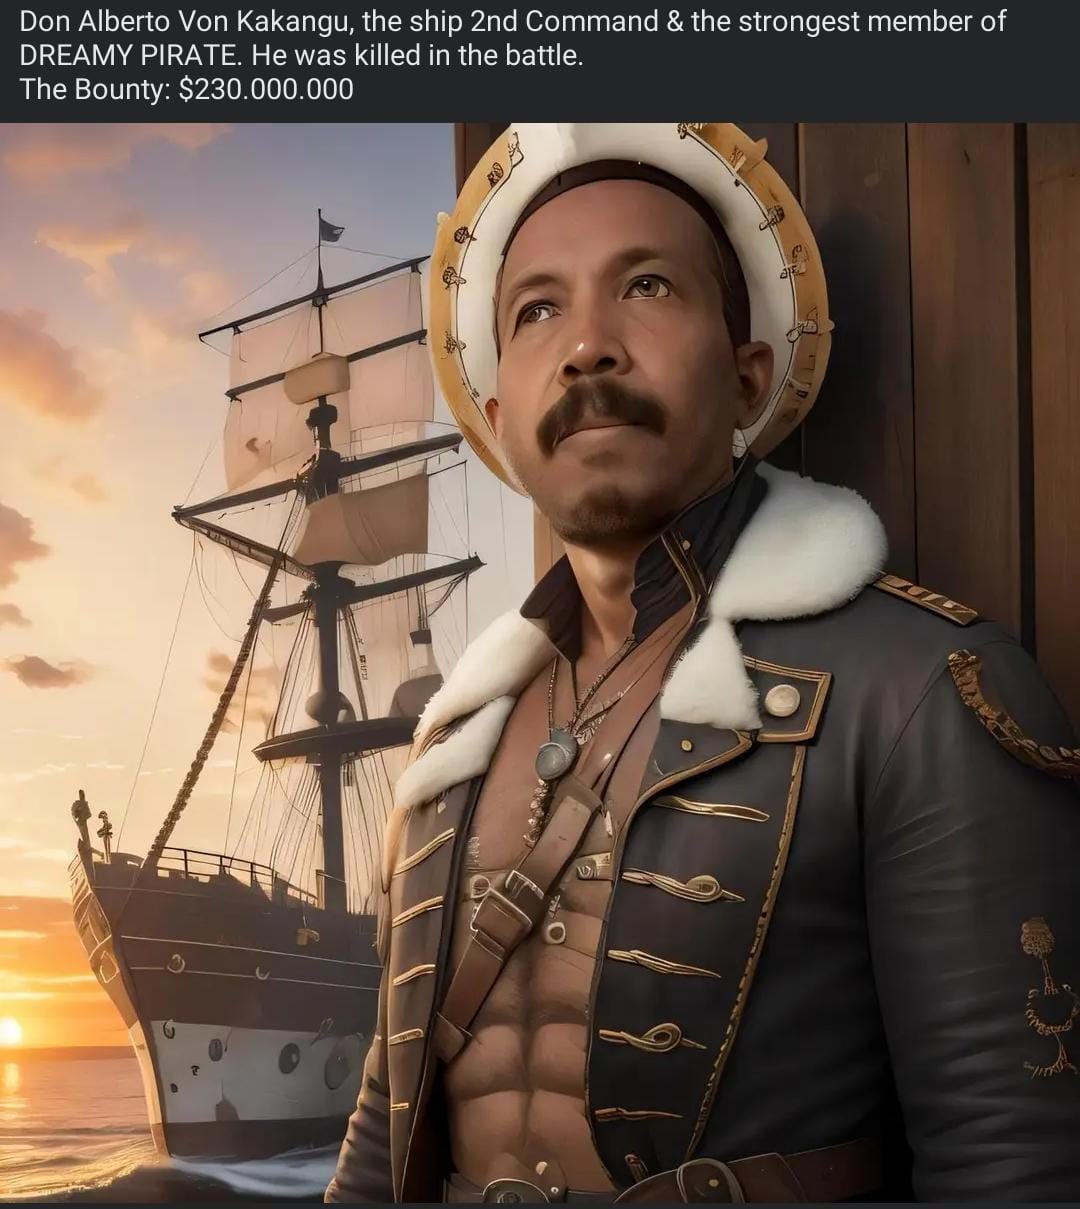 Don Alberto Von Kakangu, the ship 2nd Command & the strongest member of
DREAMY PIRATE. He was killed in the battle.
The Bounty: $230.000.000